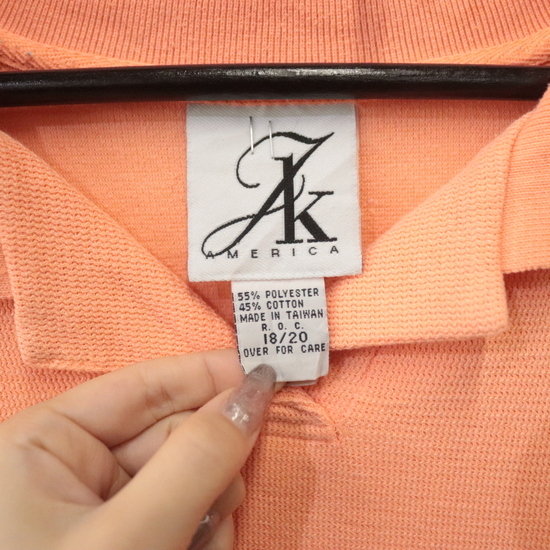 Jk
AMERICA
55% POLYESTER
45% COTTON
MADE IN TAIWAN
R. O. C.
18/20
OVER FOR CARE